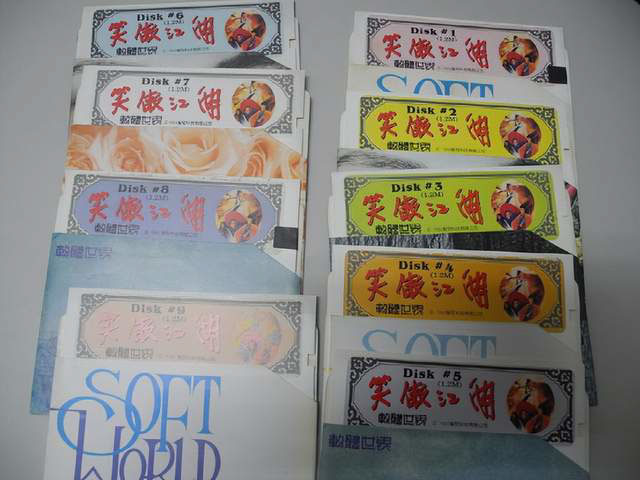 Disk #6
(1.2M)
笑傲江湖
軟體世界
Disk #7
(1.2M)
笑傲江湖
軟體世界
Disk #8
(1.2M)
笑傲江湖
軟體世界
軟體世界
Disk #9
(1.2M)
笑傲江湖
軟體世界
SOFT
WORLD
Disk #1
(1.2M)
笑傲江湖
軟體世界
SOFT
Disk #2
(1.2M)
笑傲江湖
軟體世界
Disk #3
(1.2M)
笑傲江湖
軟體世界
Disk #4
(1.2M)
笑傲江湖
軟體世界
SOFT
Disk #5
(1.2M)
笑傲江湖
軟體世界
軟體世界